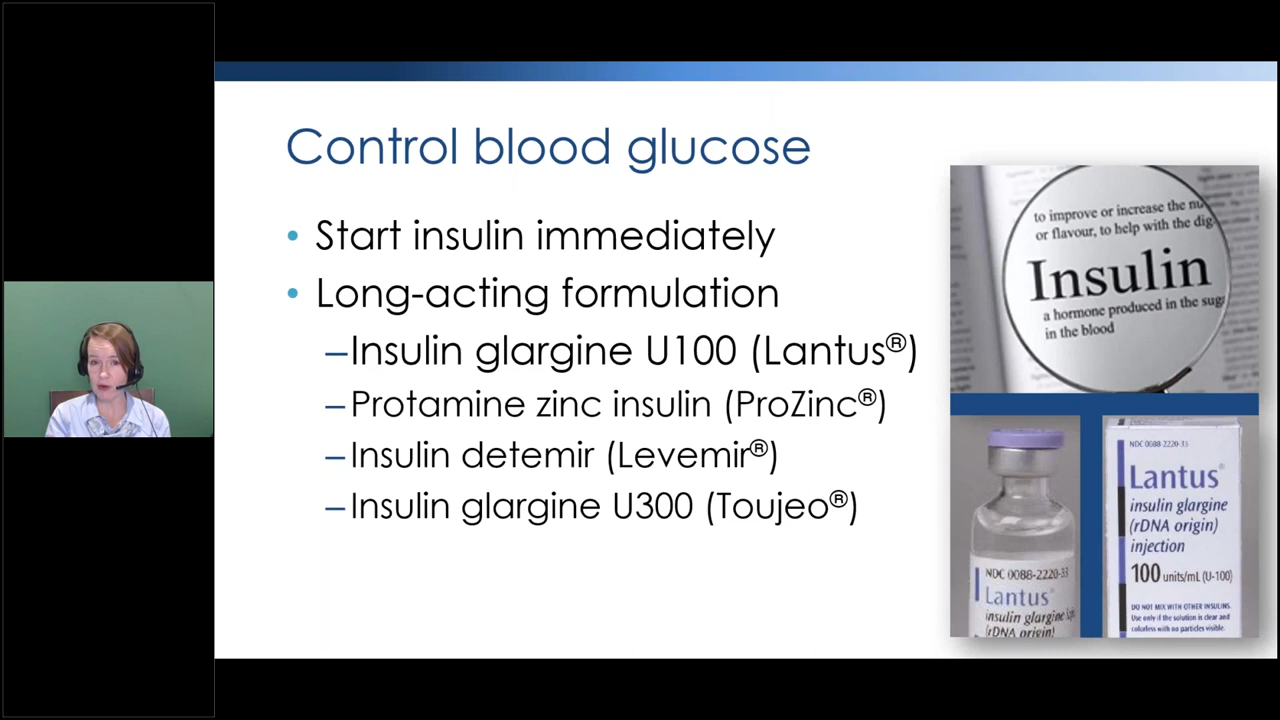 Control blood glucose
• Start insulin immediately
• Long-acting formulation
–Insulin glargine U100 (Lantus®)
–Protamine zinc insulin (ProZinc®)
–Insulin detemir (Levemir®)
–Insulin glargine U300 (Toujeo®)
to improve or increase the nu
or flavour, to help with the dig
Insulin
a hormone produced in the suga
in the blood
NDC 0088-2220-33
Lantus®
insulin glargine
(rDNA origin)
NDC 0088-2220-33
Lantus®
insulin glargine
(rDNA origin)
injection
100 units/mL (U-100)
DO NOT MIX WITH OTHER INSULINS.
Use only if the solution is clear and
colorless with no particles visible.